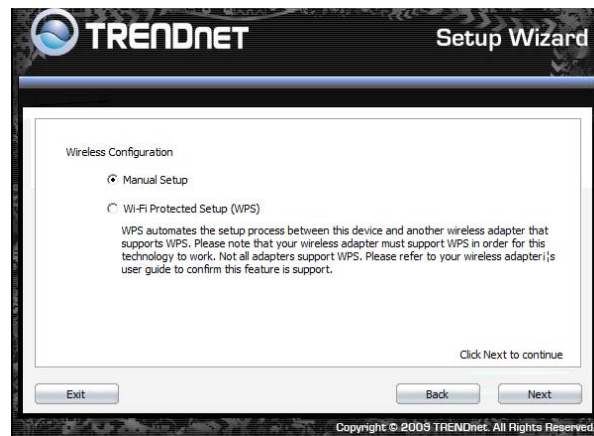 TRENDNET
Setup Wizard
Wireless Configuration
Manual Setup
Wi-Fi Protected Setup (WPS)
WPS automates the setup process between this device and another wireless adapter that
supports WPS. Please note that your wireless adapter must support WPS in order for this
technology to work. Not all adapters support WPS. Please refer to your wireless adapter¡¦s
user guide to confirm this feature is support.
Click Next to continue
Exit
Back
Next
Copyright © 2009 TRENDnet. All Rights Reserved